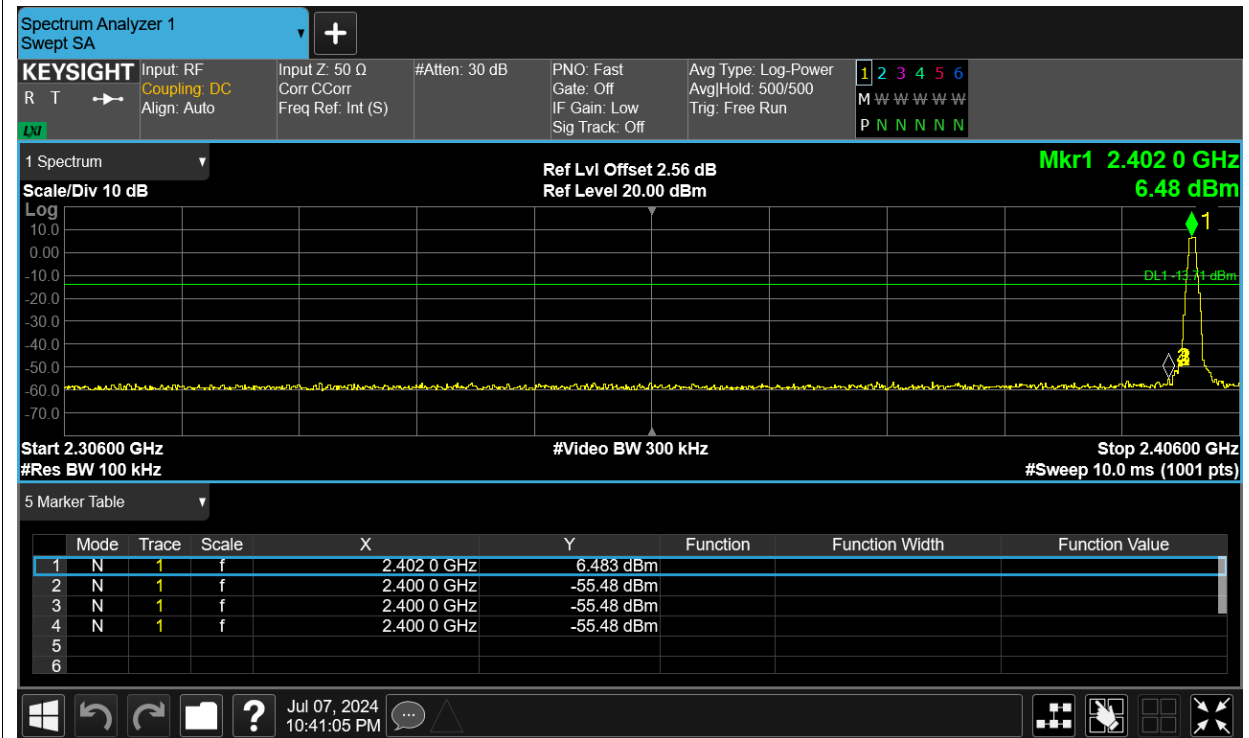 Spectrum Analyzer 1
Swept SA
+
KEYSIGHT
R T
LXI
Input: RF
Coupling: DC
Align: Auto
Input Z: 50 Ω
Corr CCorr
Freq Ref: Int (S)
#Atten: 30 dB
PNO: Fast
Gate: Off
IF Gain: Low
Sig Track: Off
Avg Type: Log-Power
Avg|Hold: 500/500
Trig: Free Run
1 2 3 4 5 6
M W W W W W
P N N N N N
1 Spectrum
Scale/Div 10 dB
Ref Lvl Offset 2.56 dB
Ref Level 20.00 dBm
Mkr1 2.402 0 GHz
6.48 dBm
Log
10.0
0.00
-10.0
-20.0
-30.0
-40.0
-50.0
-60.0
-70.0
1
DL1 -13.71 dBm
Start 2.30600 GHz
#Video BW 300 kHz
Stop 2.40600 GHz
#Res BW 100 kHz
#Sweep 10.0 ms (1001 pts)
5 Marker Table
Mode Trace Scale X Y Function Function Width Function Value
1 N 1 f 2.402 0 GHz 6.483 dBm
2 N 1 f 2.400 0 GHz -55.48 dBm
3 N 1 f 2.400 0 GHz -55.48 dBm
4 N 1 f 2.400 0 GHz -55.48 dBm
5
6
?
Jul 07, 2024
10:41:05 PM